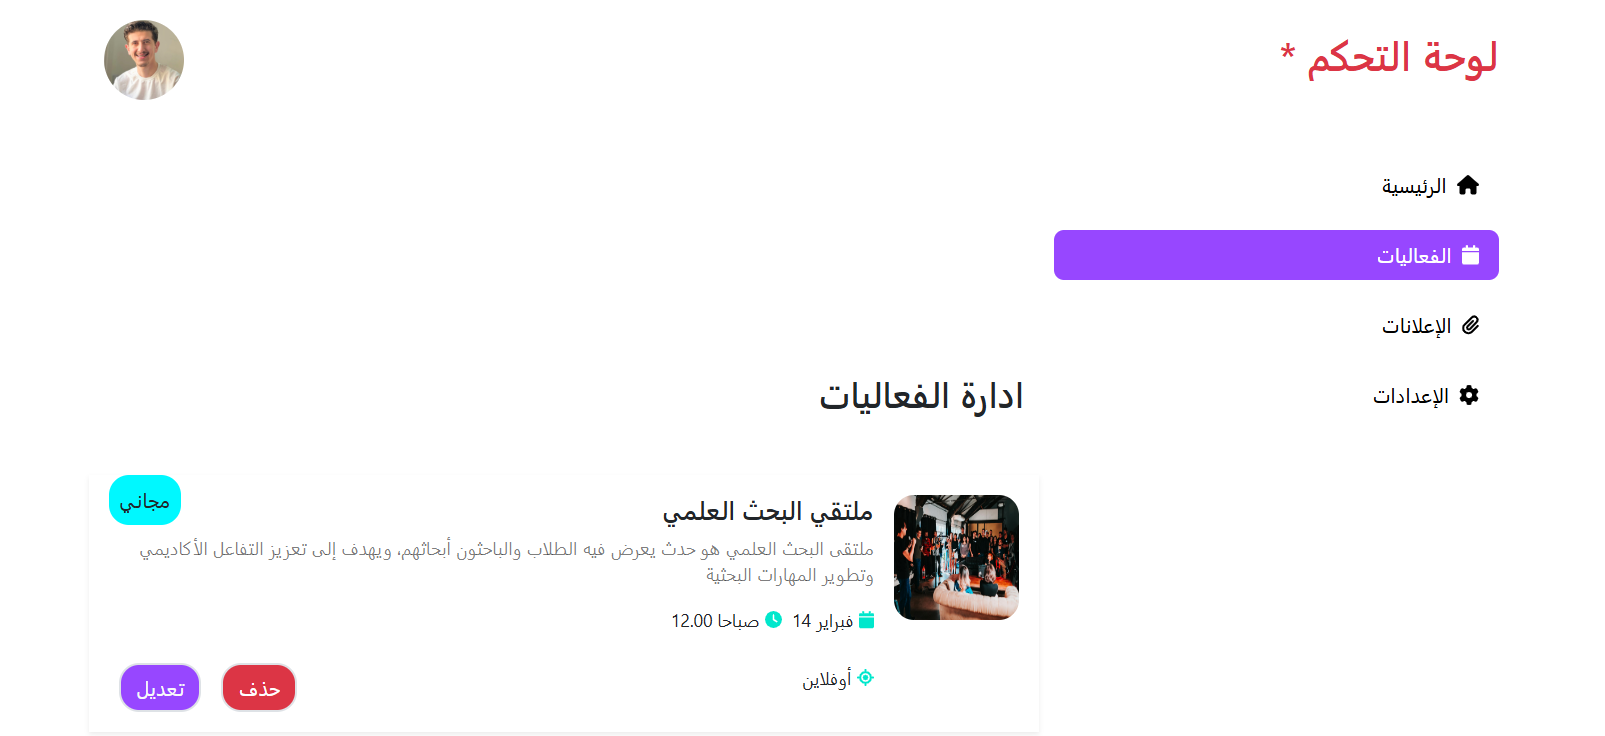 لوحة التحكم *
الرئيسية
الفعاليات
الإعلانات
الإعدادات
ادارة الفعاليات
مجاني
ملتقي البحث العلمي
ملتقى البحث العلمي هو حدث يعرض فيه الطلاب والباحثون أبحاثهم، ويهدف إلى تعزيز التفاعل الأكاديمي
وتطوير المهارات البحثية
فبراير 14 صباحا 12.00
أوفلاين
حذف تعديل